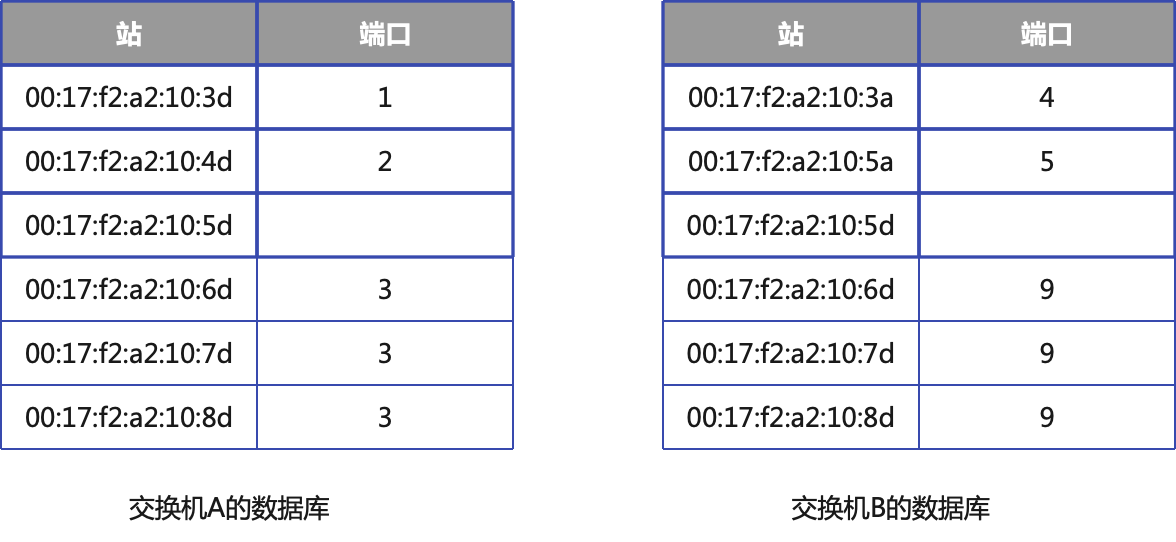 站 端口
00:17:f2:a2:10:3d 1
00:17:f2:a2:10:4d 2
00:17:f2:a2:10:5d
00:17:f2:a2:10:6d 3
00:17:f2:a2:10:7d 3
00:17:f2:a2:10:8d 3
交换机A的数据库
站 端口
00:17:f2:a2:10:3a 4
00:17:f2:a2:10:5a 5
00:17:f2:a2:10:5d
00:17:f2:a2:10:6d 9
00:17:f2:a2:10:7d 9
00:17:f2:a2:10:8d 9
交换机B的数据库